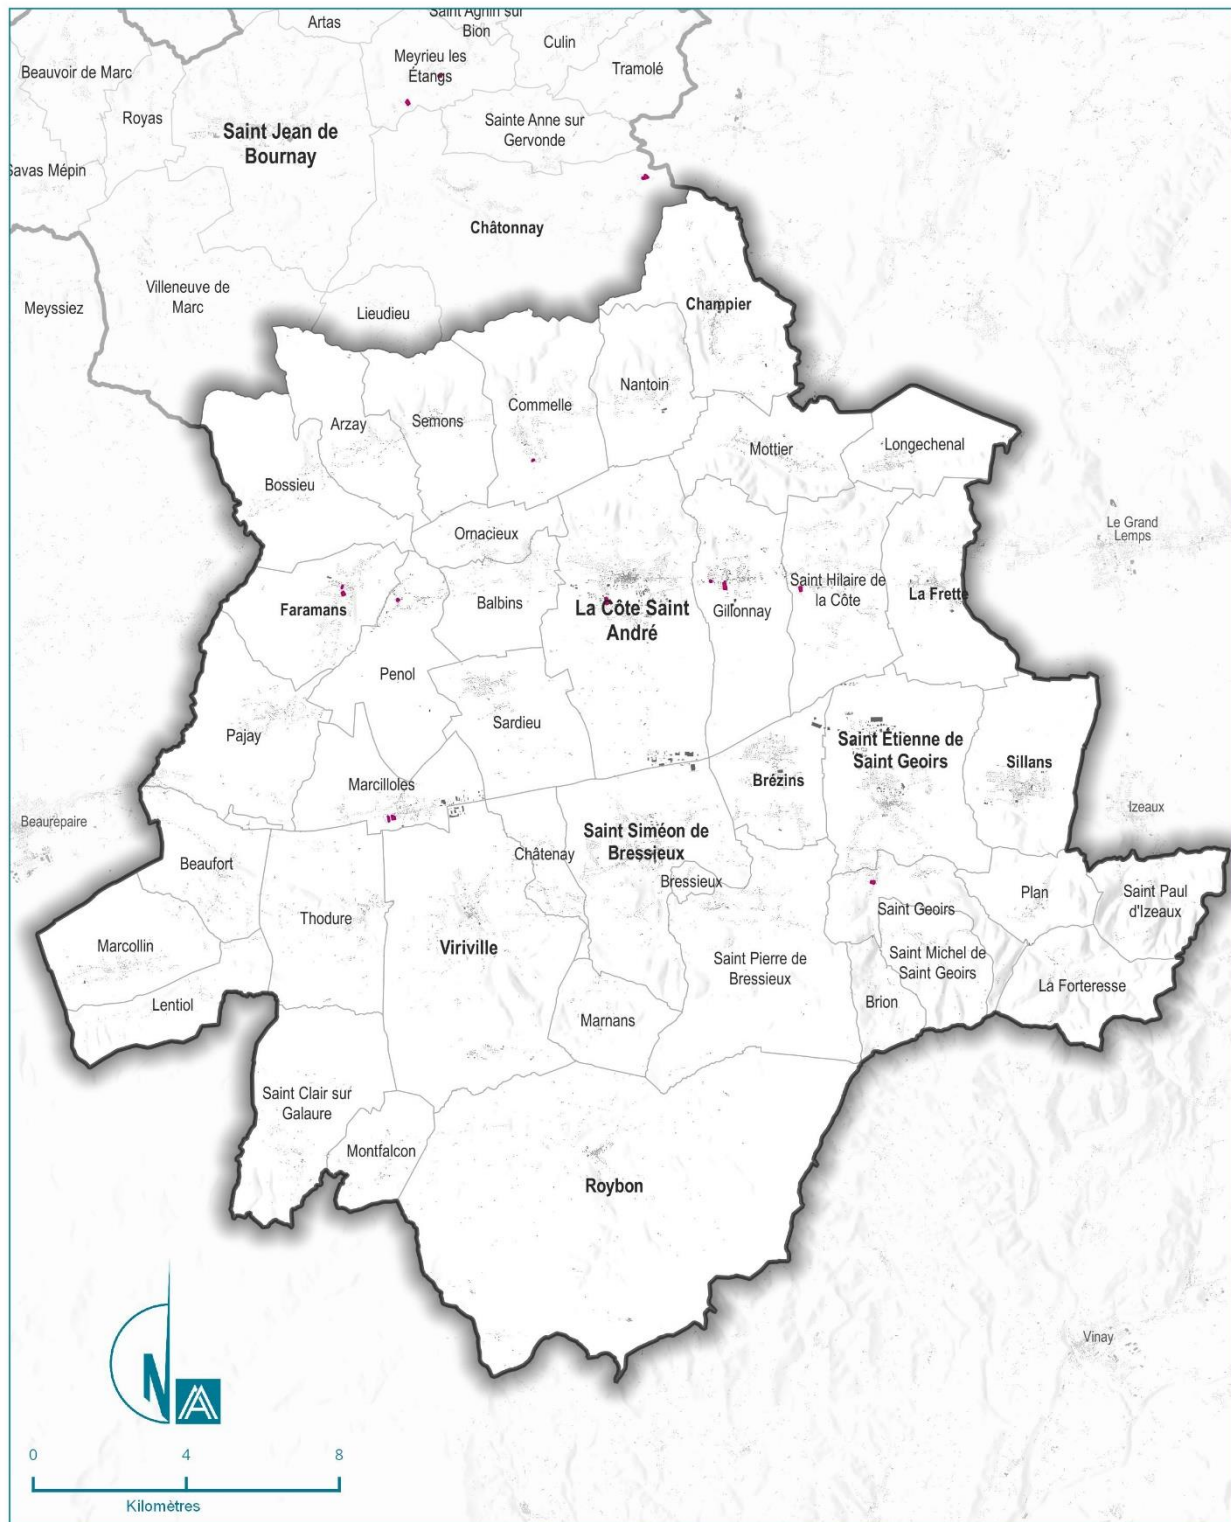 Artas
Saint Agnin sur
Bion
Culin
Beauvoir de Marc
Meyrieu les
Étangs
Tramolé
Royas
Saint Jean de
Bournay
Sainte Anne sur
Gervonde
Savas Mépin
Châtonnay
Meyssiez
Villeneuve de
Marc
Lieudieu
Champier
Nantoin
Commelle
Arzay
Semons
Mottier
Longechenal
Bossieu
Le Grand
Lemps
Ornacieux
Faramans
Balbins
La Côte Saint
André
Gillonnay
Saint Hilaire de
la Côte
La Frette
Penol
Sardieu
Pajay
Saint Étienne de
Saint Geoirs
Sillans
Marcilloles
Brézins
Beaurepaire
Izeaux
Saint Siméon de
Bressieux
Châtenay
Beaufort
Bressieux
Plan
Saint Paul
d'Izeaux
Thodure
Saint Geoirs
Marcollin
Viriville
Saint Pierre de
Bressieux
Saint Michel de
Saint Geoirs
La Forteresse
Lentiol
Brion
Marnans
Saint Clair sur
Galaure
Montfalcon
Roybon
Vinay
N
0 4 8
Kilomètres